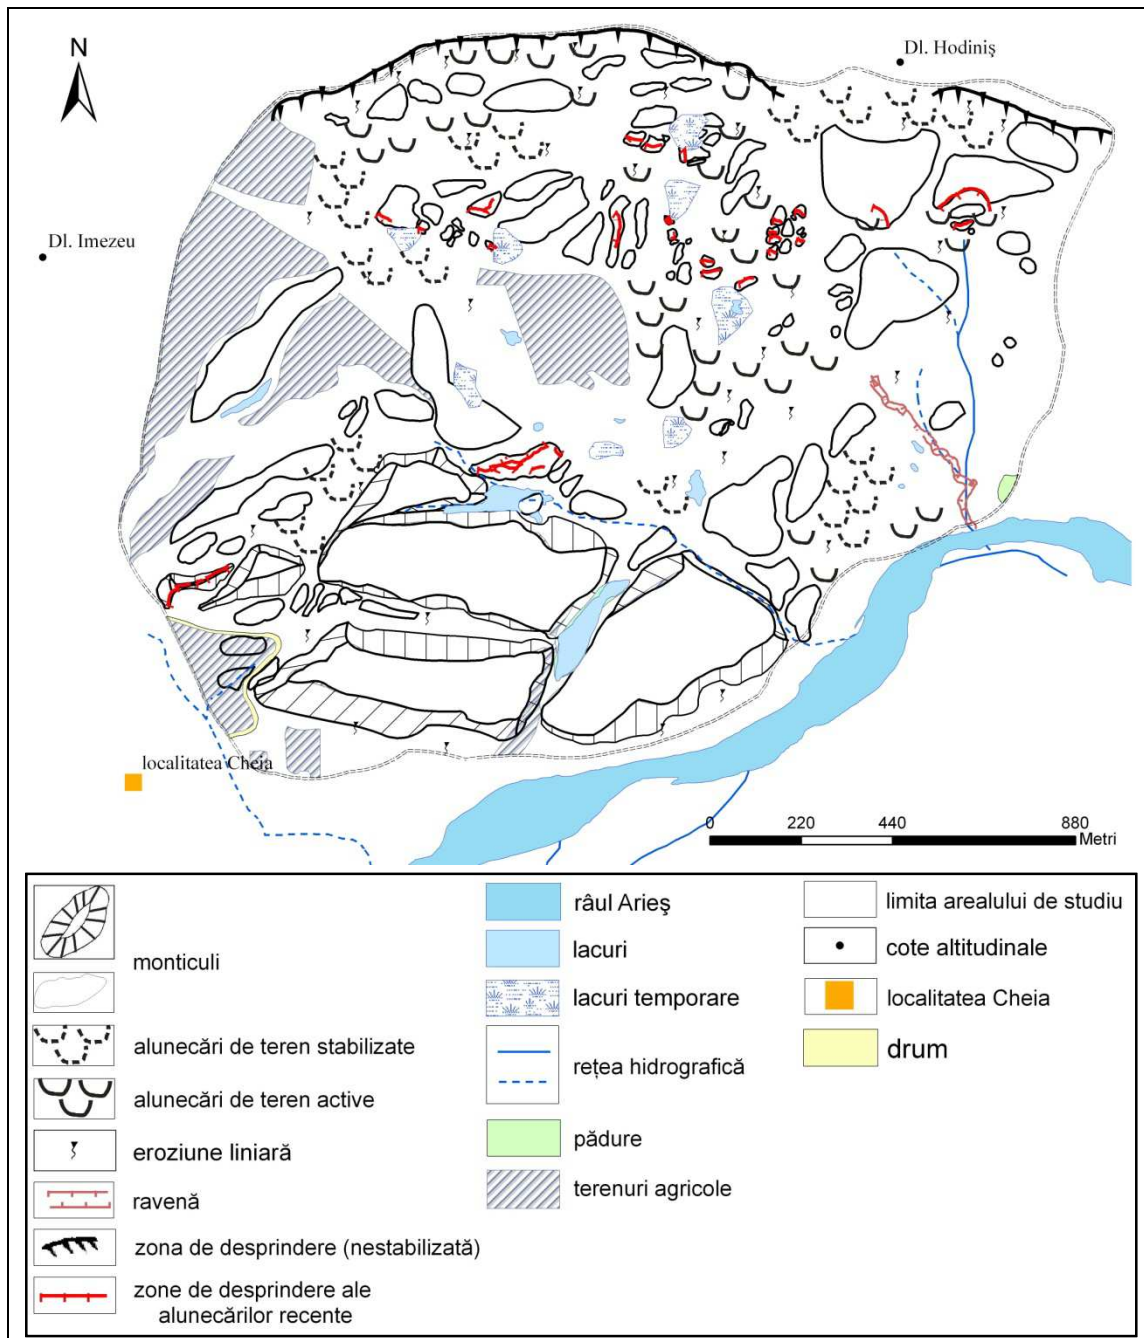 N
Dl. Hodiniş
Dl. Imezeu
localitatea Cheia
0 220 440 880
Metri
monticuli
alunecări de teren stabilizate
alunecări de teren active
eroziune liniară
ravenă
zona de desprindere (nestabilizată)
zone de desprindere ale
alunecărilor recente
râul Arieş
lacuri
lacuri temporare
rețea hidrografică
pădure
terenuri agricole
limita arealului de studiu
cote altitudinale
localitatea Cheia
drum